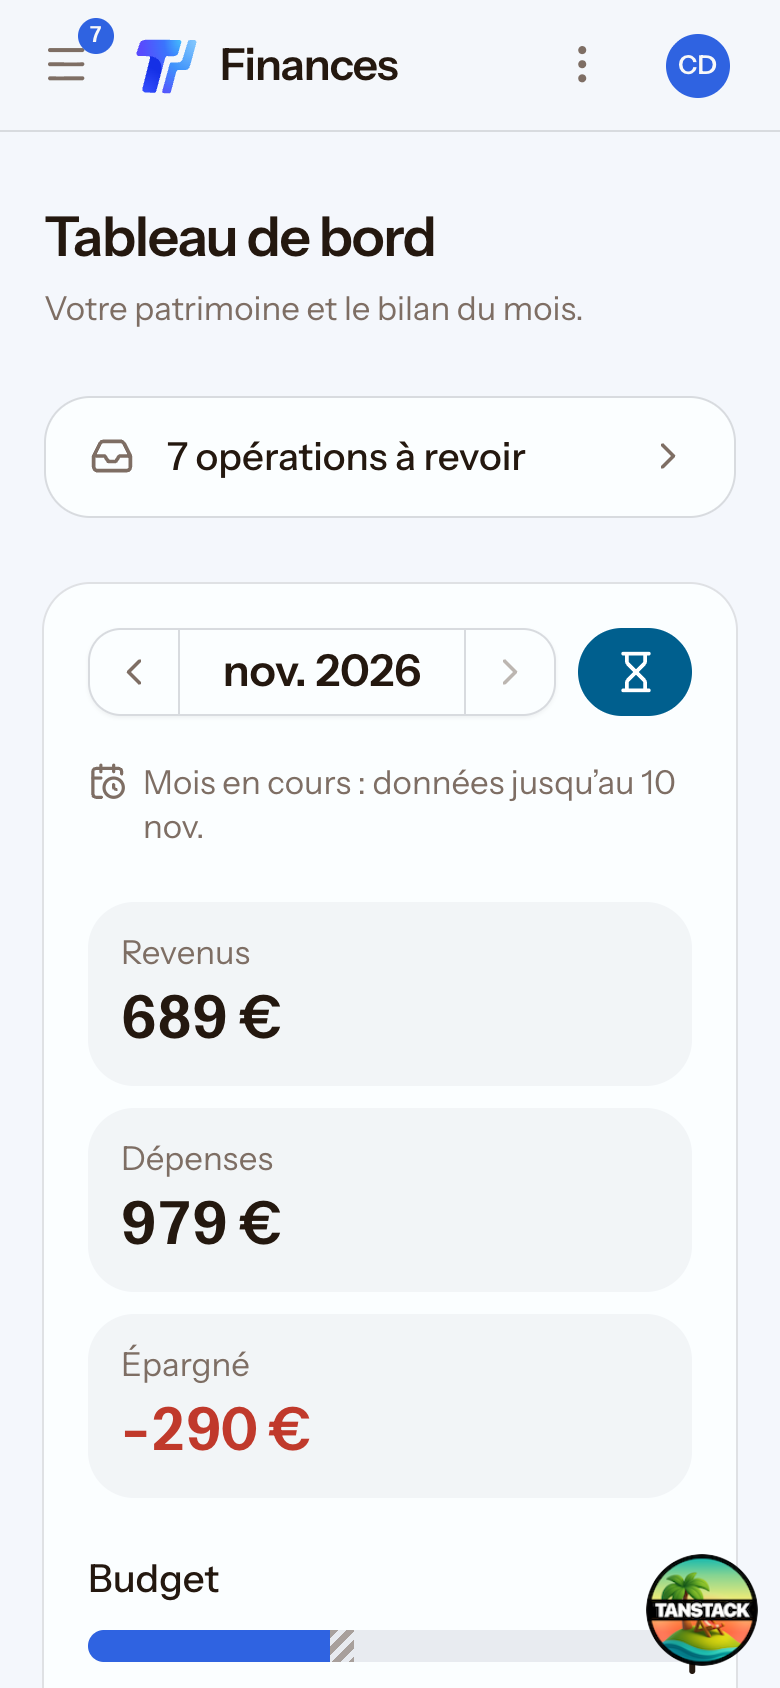 7
Finances
CD
Tableau de bord
Votre patrimoine et le bilan du mois.
7 opérations à revoir
nov. 2026
Mois en cours : données jusqu’au 10
nov.
Revenus
689 €
Dépenses
979 €
Épargné
-290 €
Budget
TANSTACK